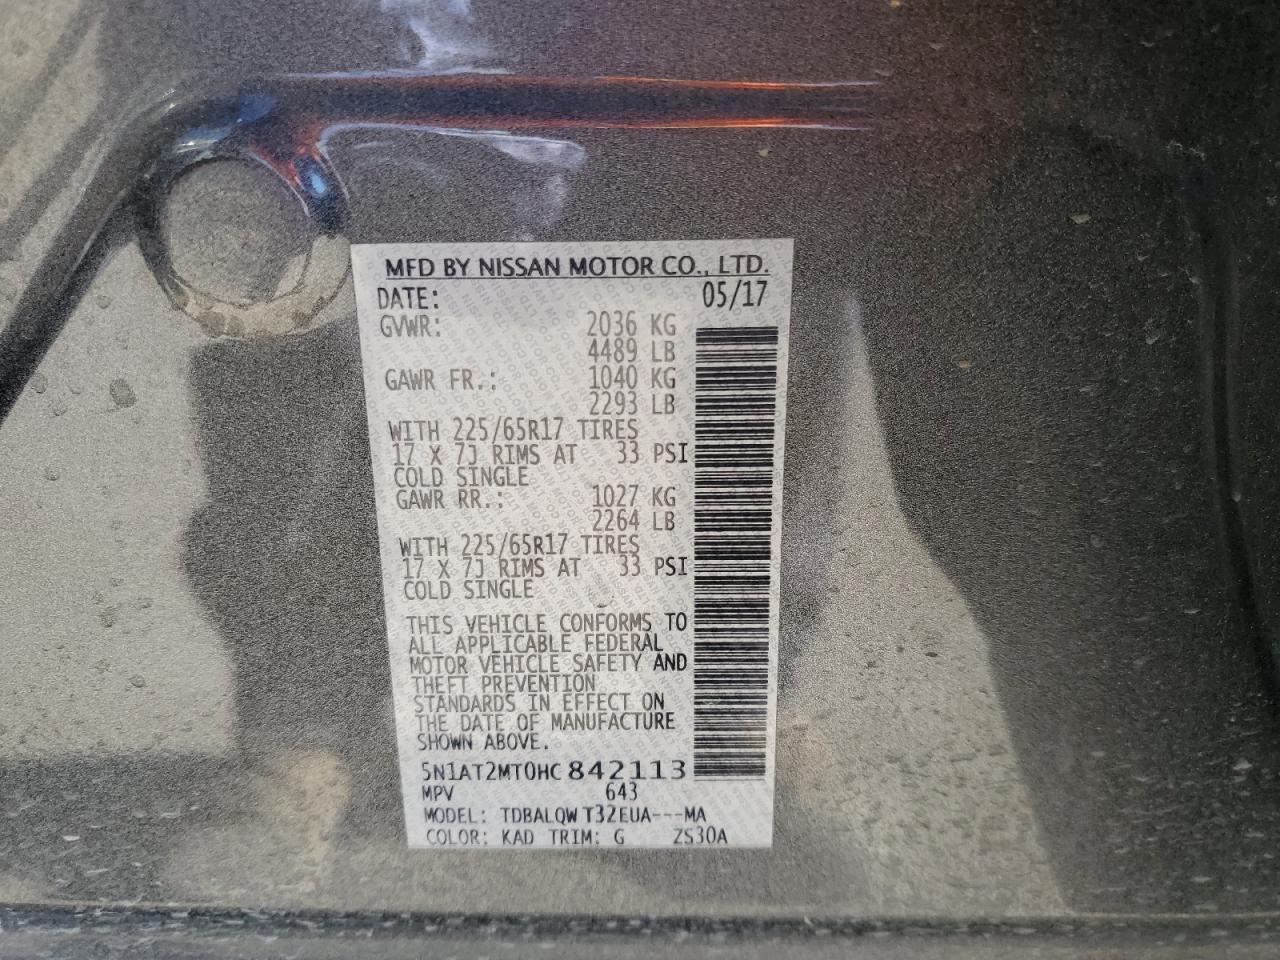 MFD BY NISSAN MOTOR CO., LTD.
DATE: 05/17
GVWR: 2036 KG
4489 LB
GAWR FR.: 1040 KG
2293 LB
WITH 225/65R17 TIRES
17 X 7J RIMS AT 33 PSI
COLD SINGLE
GAWR RR.: 1027 KG
2264 LB
WITH 225/65R17 TIRES
17 X 7J RIMS AT 33 PSI
COLD SINGLE
THIS VEHICLE CONFORMS TO
ALL APPLICABLE FEDERAL
MOTOR VEHICLE SAFETY AND
THEFT PREVENTION
STANDARDS IN EFFECT ON
THE DATE OF MANUFACTURE
SHOWN ABOVE.
5N1AT2MT0HC842113
MPV 643
MODEL: TDBALQW T32EUA---MA
COLOR: KAD TRIM: G ZS30A